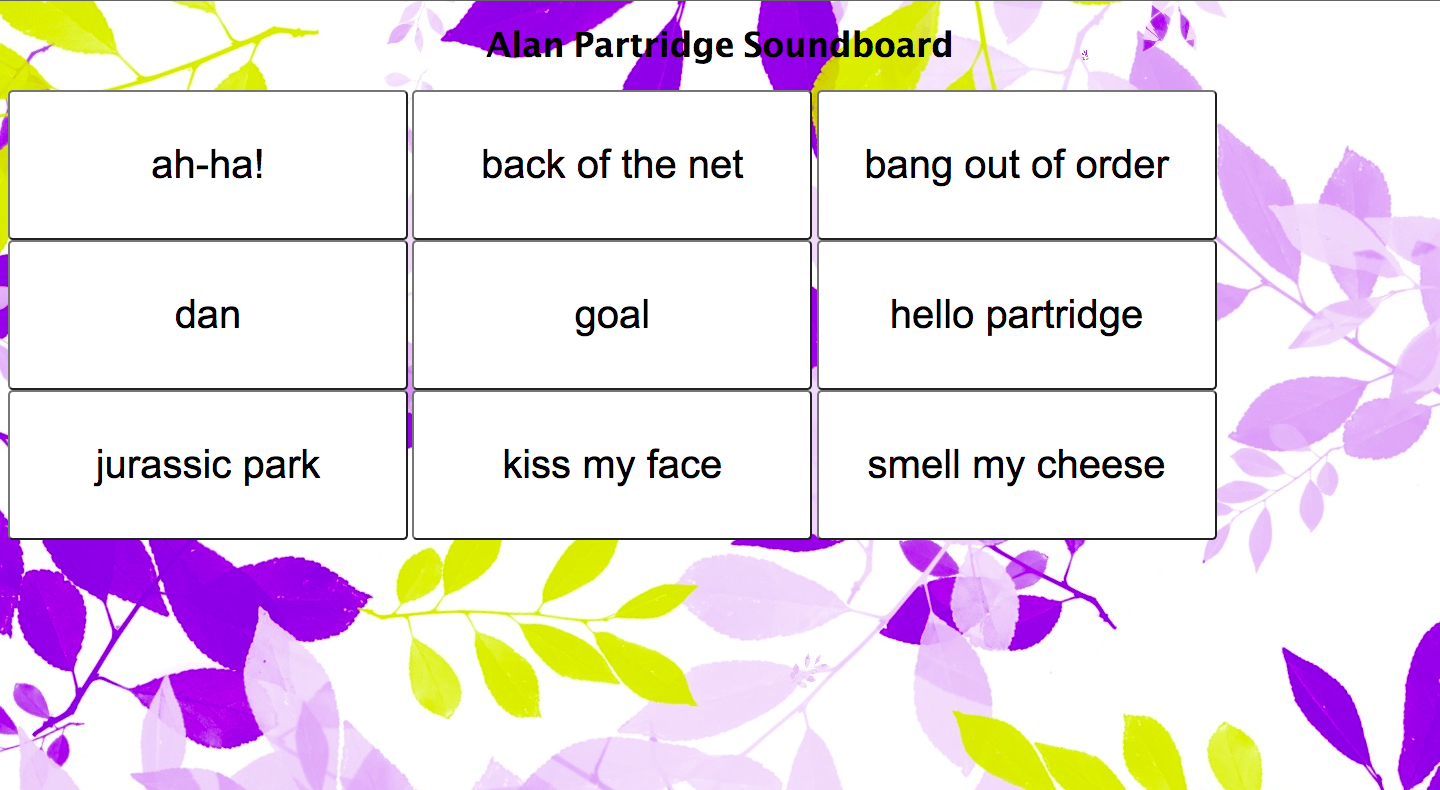 Alan Partridge Soundboard
ah-ha!
back of the net
bang out of order
dan
goal
hello partridge
jurassic park
kiss my face
smell my cheese